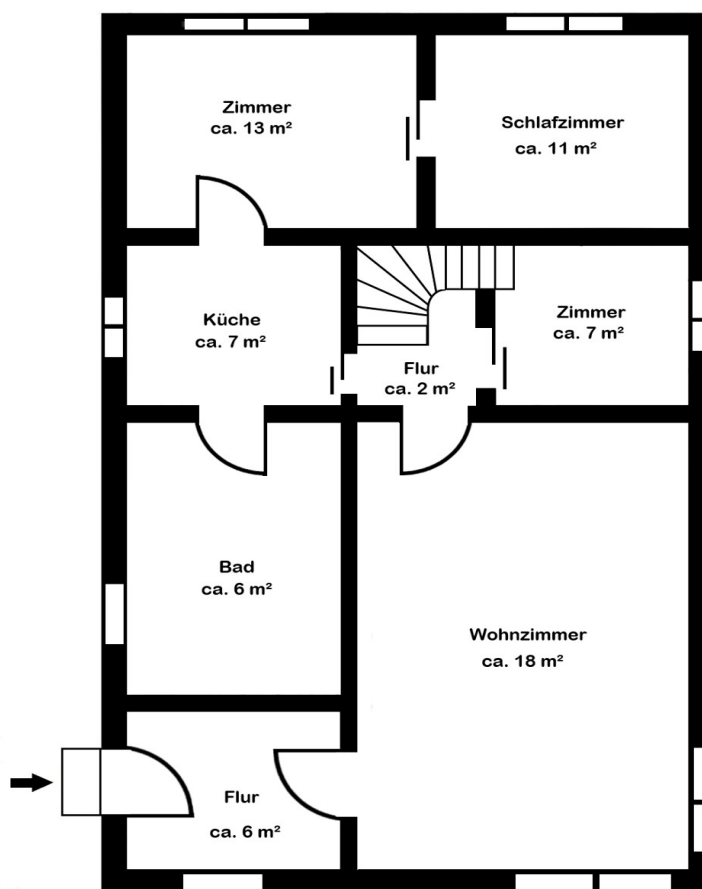 Zimmer
ca. 13 m²
Schlafzimmer
ca. 11 m²
Küche
ca. 7 m²
Zimmer
ca. 7 m²
Flur
ca. 2 m²
Bad
ca. 6 m²
Wohnzimmer
ca. 18 m²
Flur
ca. 6 m²